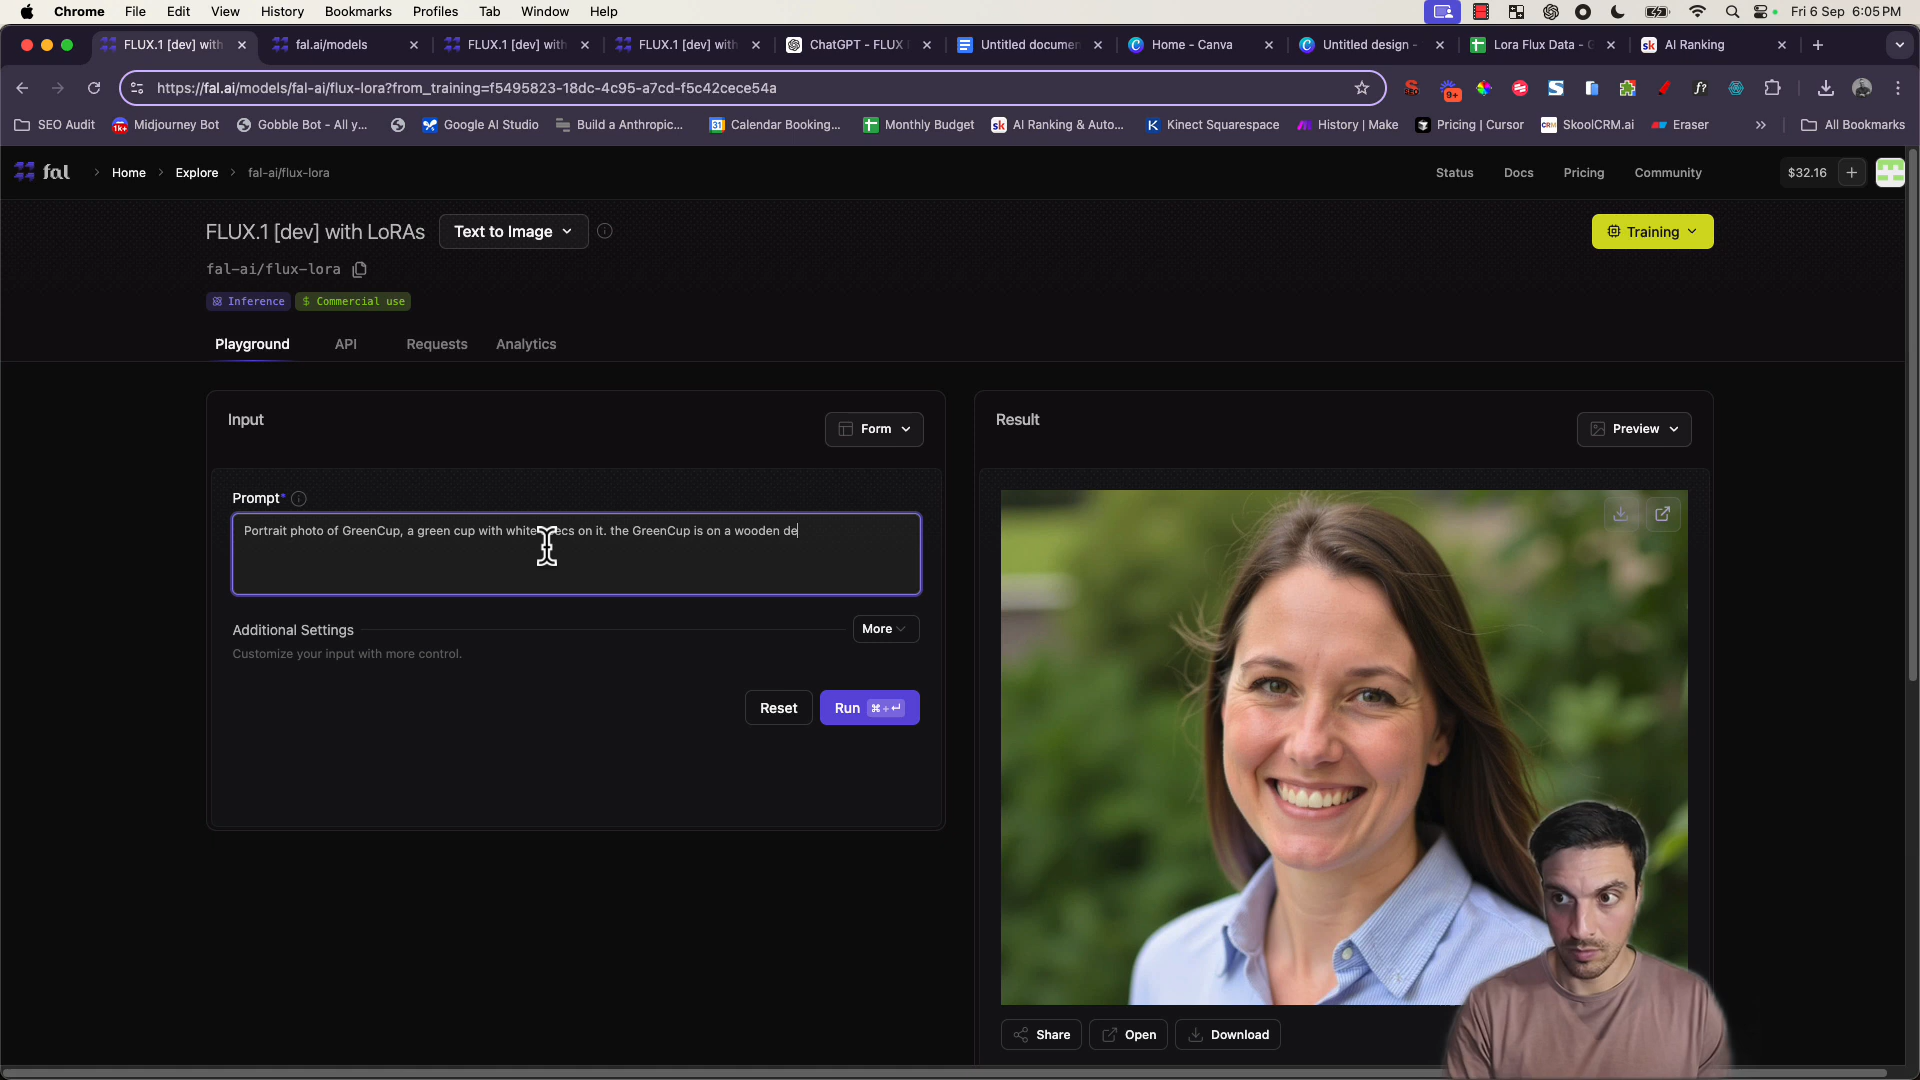 Chrome File Edit View History Bookmarks Profiles Tab Window Help Fri 6 Sep 6:05 PM
FLUX.1 [dev] with fal.ai/models FLUX.1 [dev] with FLUX.1 [dev] with ChatGPT - FLUX Untitled documen Home - Canva Untitled design - Lora Flux Data - G AI Ranking
https://fal.ai/models/fal-ai/flux-lora?from_training=f5495823-18dc-4c95-a7cd-f5c42cece54a
9+
SEO Audit Midjourney Bot Gobble Bot - All y... Google AI Studio Build a Anthropic... Calendar Booking... Monthly Budget AI Ranking & Auto... Kinect Squarespace History | Make Pricing | Cursor SkoolCRM.ai Eraser All Bookmarks
fal Home Explore fal-ai/flux-lora Status Docs Pricing Community $32.16
FLUX.1 [dev] with LoRAs Text to Image Training
fal-ai/flux-lora
Inference $ Commercial use
Playground API Requests Analytics
Input Form Result Preview
Prompt*
Portrait photo of GreenCup, a green cup with white ecs on it. the GreenCup is on a wooden de
Additional Settings More
Customize your input with more control.
Reset Run ⌘+↵
Share Open Download